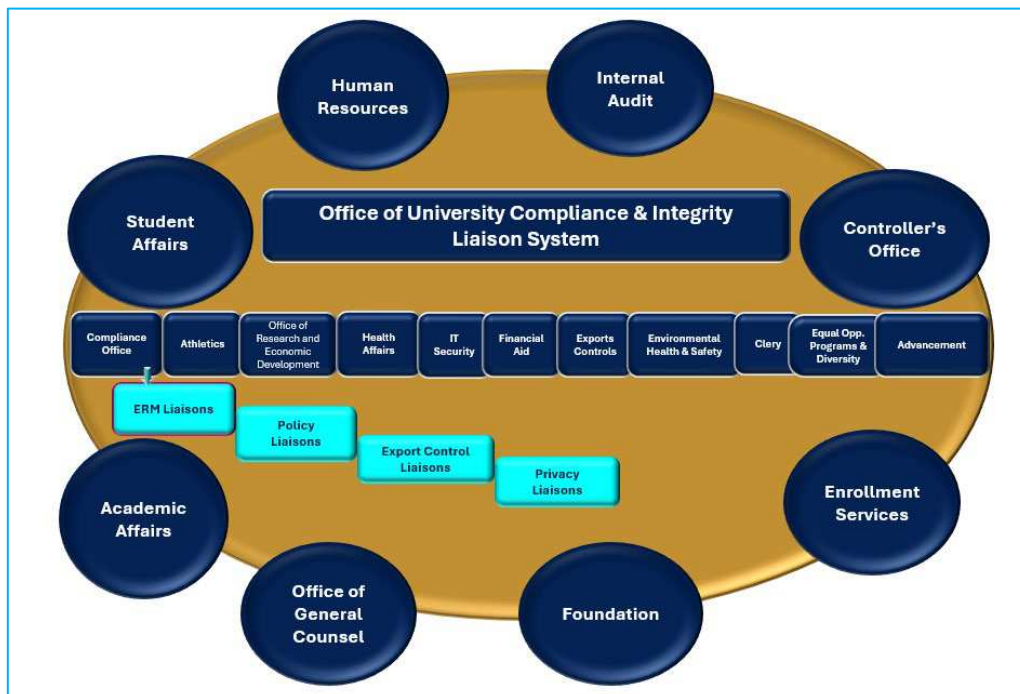 Human
Resources
Internal
Audit
Student
Affairs
Office of University Compliance & Integrity
Liaison System
Controller's
Office
Compliance
Office
Athletics
Office of
Research and
Economic
Development
Health
Affairs
IT
Security
Financial
Aid
Exports
Controls
Environmental
Health & Safety
Clery
Equal Opp.
Programs &
Diversity
Advancement
ERM Liaisons
Policy
Liaisons
Export Control
Liaisons
Privacy
Liaisons
Academic
Affairs
Enrollment
Services
Office of
General
Counsel
Foundation